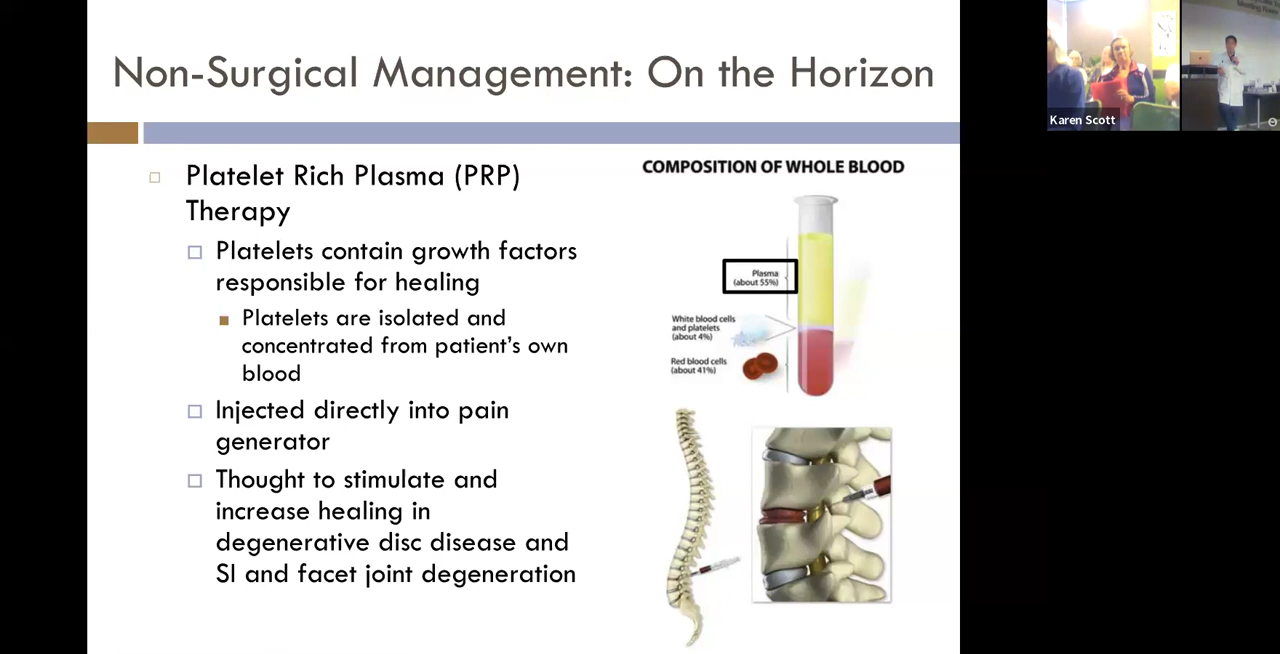 Non-Surgical Management: On the Horizon
Platelet Rich Plasma (PRP)
Therapy
Platelets contain growth factors
responsible for healing
Platelets are isolated and
concentrated from patient's own
blood
Injected directly into pain
generator
Thought to stimulate and
increase healing in
degenerative disc disease and
SI and facet joint degeneration
COMPOSITION OF WHOLE BLOOD
Plasma
(about 55%)
White blood cells
and platelets
(about 4%)
Red blood cells
(about 41%)
Karen Scott